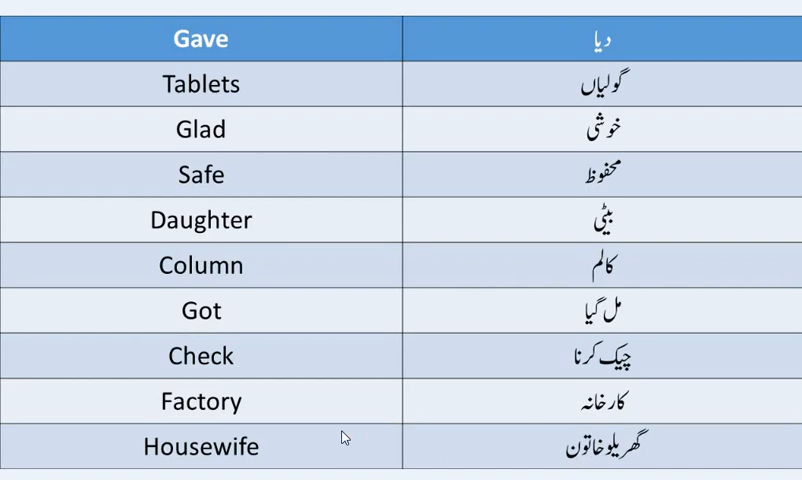 Gave دیا
Tablets گولیاں
Glad خوشی
Safe محفوظ
Daughter بیٹی
Column کالم
Got مل گیا
Check چیک کرنا
Factory کارخانہ
Housewife گھریلو خاتون